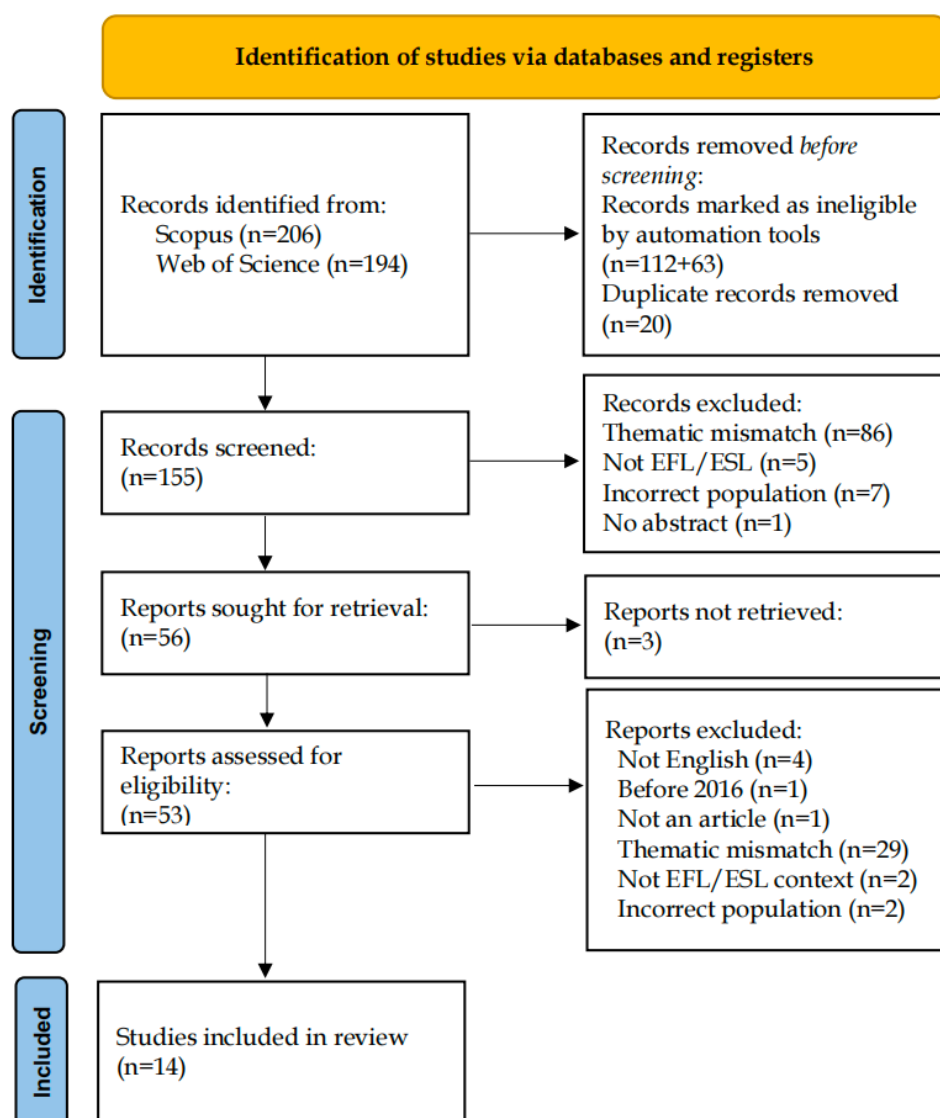 Identification of studies via databases and registers
Identification
Records identified from:
Scopus (n=206)
Web of Science (n=194)
Records removed before
screening:
Records marked as ineligible
by automation tools
(n=112+63)
Duplicate records removed
(n=20)
Screening
Records screened:
(n=155)
Records excluded:
Thematic mismatch (n=86)
Not EFL/ESL (n=5)
Incorrect population (n=7)
No abstract (n=1)
Reports sought for retrieval:
(n=56)
Reports not retrieved:
(n=3)
Reports assessed for
eligibility:
(n=53)
Reports excluded:
Not English (n=4)
Before 2016 (n=1)
Not an article (n=1)
Thematic mismatch (n=29)
Not EFL/ESL context (n=2)
Incorrect population (n=2)
Included
Studies included in review
(n=14)